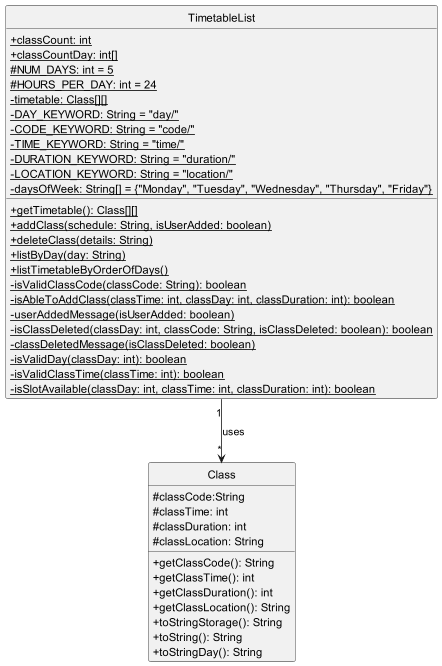 TimetableList
+classCount: int
+classCountDay: int[]
#NUM_DAYS: int = 5
#HOURS_PER_DAY: int = 24
-timetable: Class[][]
-DAY_KEYWORD: String = "day/"
-CODE_KEYWORD: String = "code/"
-TIME_KEYWORD: String = "time/"
-DURATION_KEYWORD: String = "duration/"
-LOCATION_KEYWORD: String = "location/"
-daysOfWeek: String[] = {"Monday", "Tuesday", "Wednesday", "Thursday", "Friday"}
+getTimetable(): Class[][]
+addClass(schedule: String, isUserAdded: boolean)
+deleteClass(details: String)
+listByDay(day: String)
+listTimetableByOrderOfDays()
-isValidClassCode(classCode: String): boolean
-isAbleToAddClass(classTime: int, classDay: int, classDuration: int): boolean
-userAddedMessage(isUserAdded: boolean)
-isClassDeleted(classDay: int, classCode: String, isClassDeleted: boolean): boolean
-classDeletedMessage(isClassDeleted: boolean)
-isValidDay(classDay: int): boolean
-isValidClassTime(classTime: int): boolean
-isSlotAvailable(classDay: int, classTime: int, classDuration: int): boolean
1
uses
*
Class
#classCode:String
#classTime: int
#classDuration: int
#classLocation: String
+getClassCode(): String
+getClassTime(): int
+getClassDuration(): int
+getClassLocation(): String
+toStringStorage(): String
+toString(): String
+toStringDay(): String